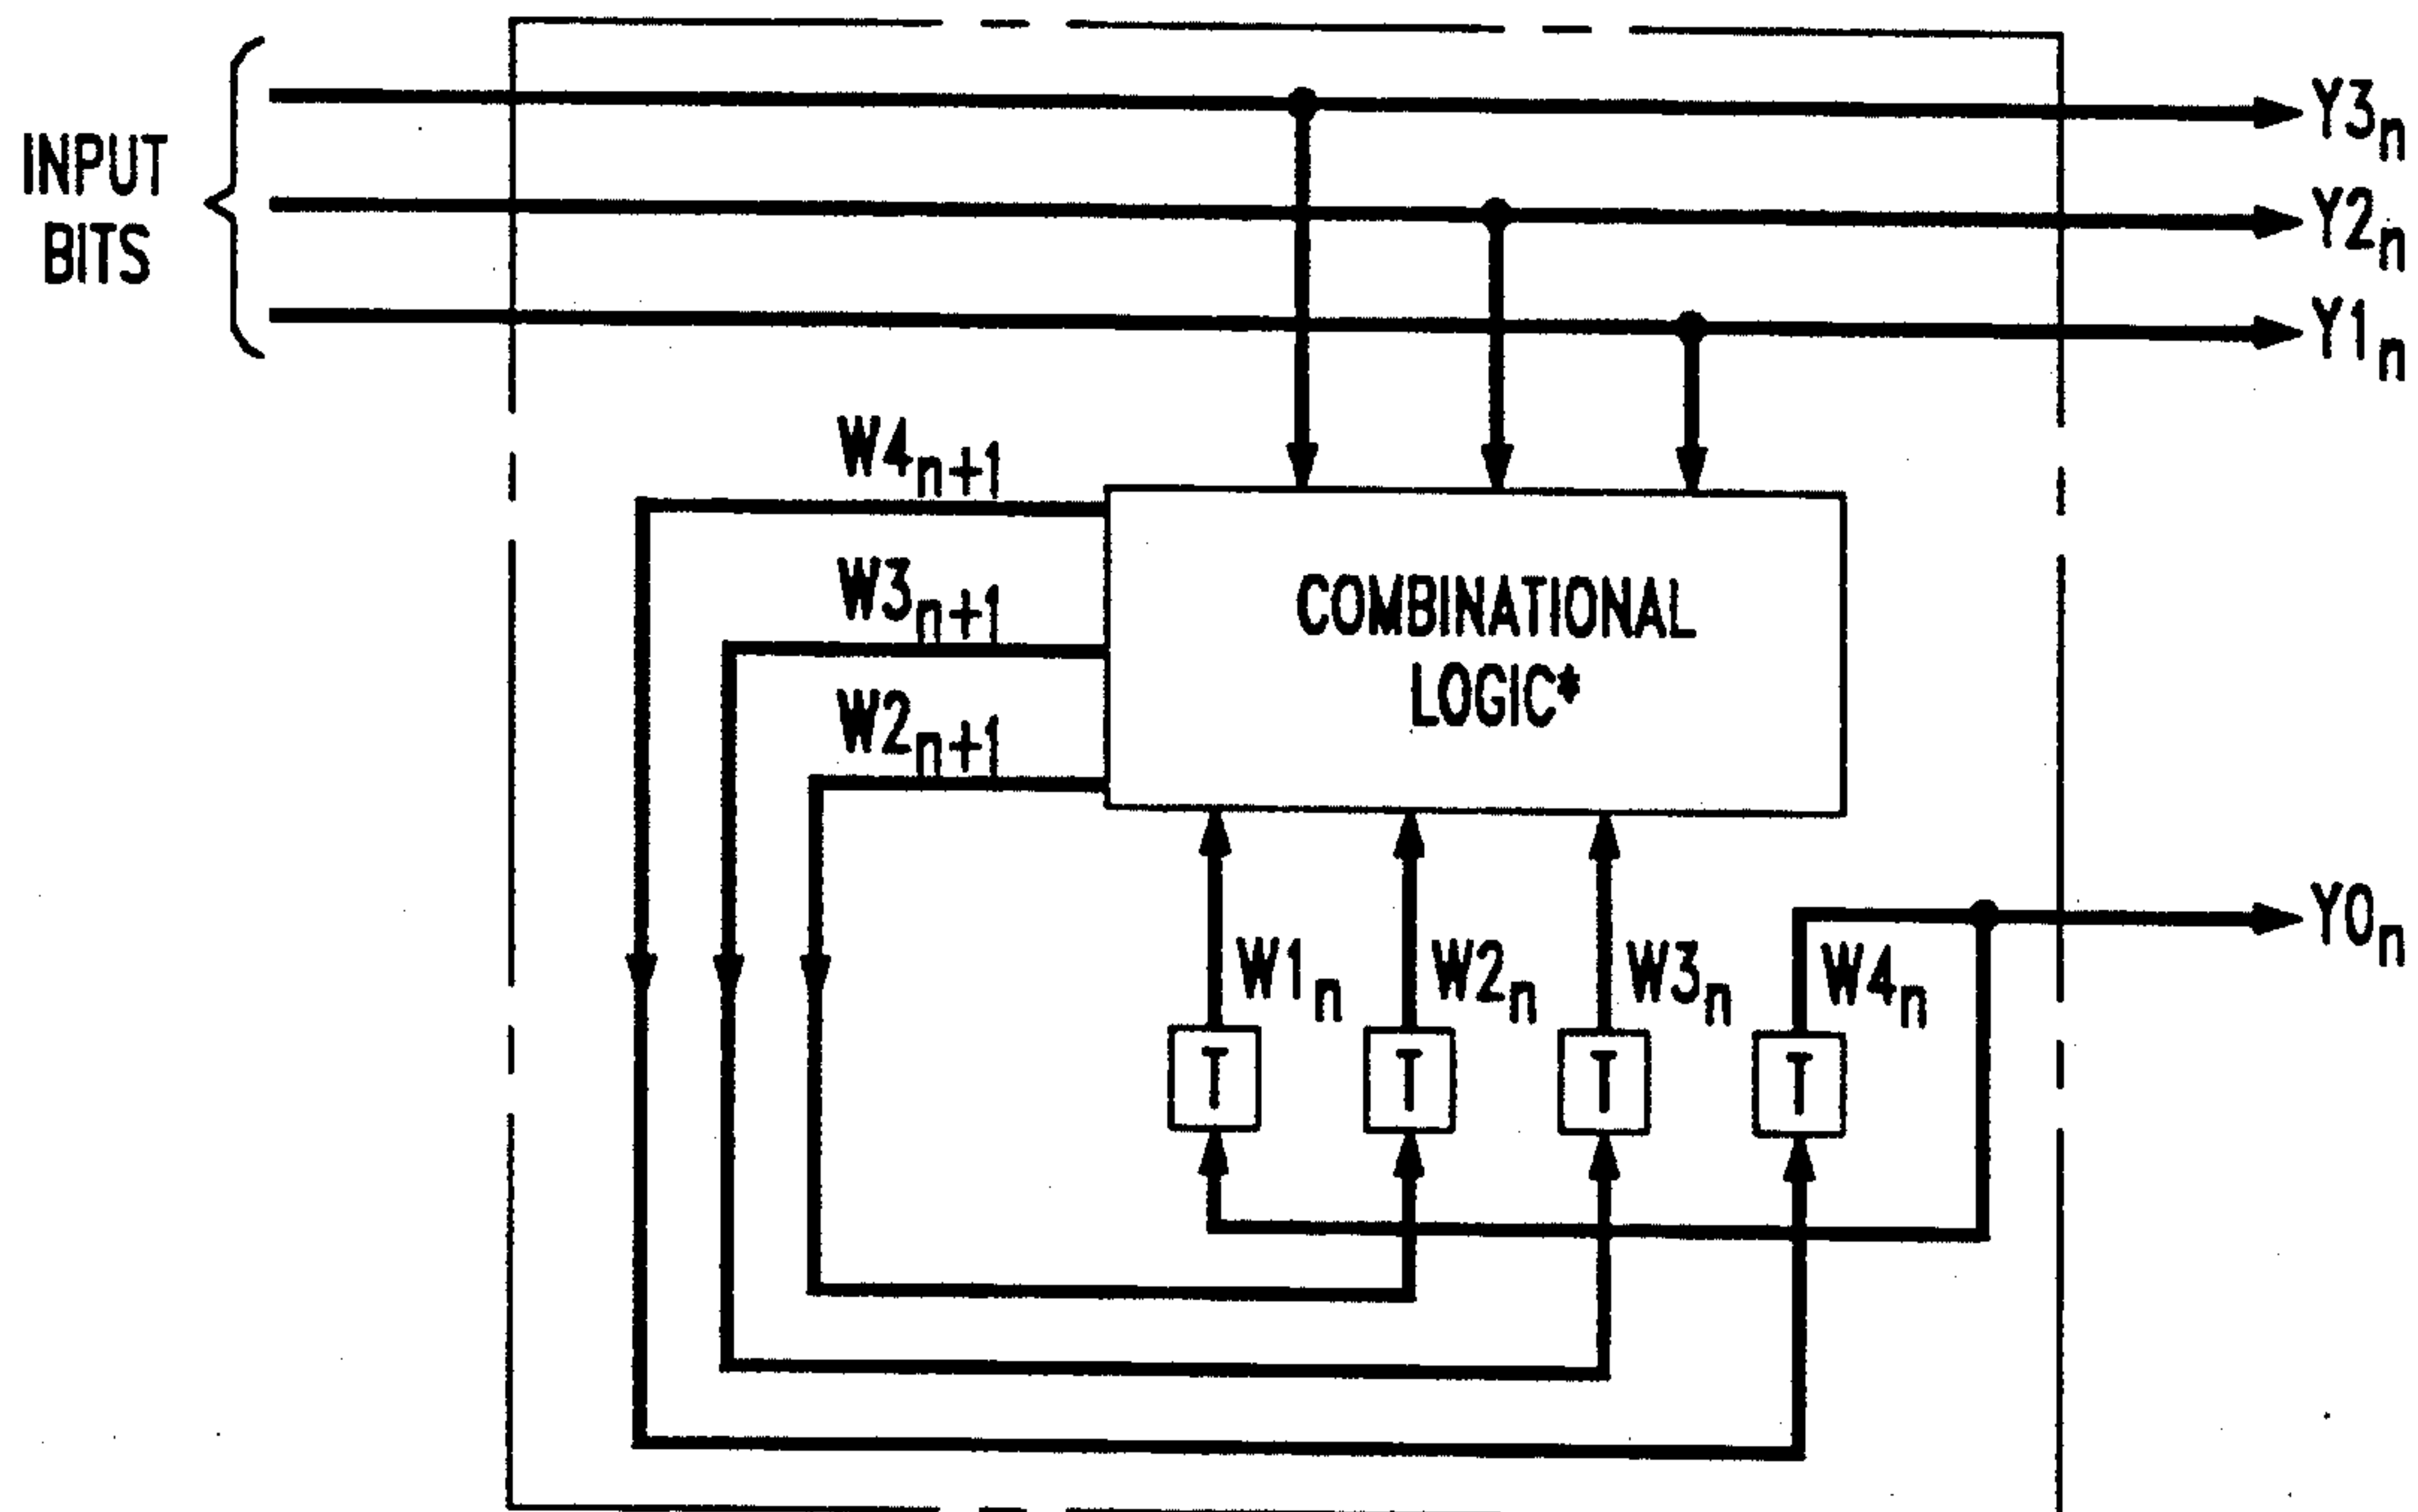 INPUT
BITS
Y3n
Y2n
Y1n
W4n+1
W3n+1
W2n+1
COMBINATIONAL
LOGIC*
W1n
W2n
W3n
W4n
Y0n
T
T
T
T